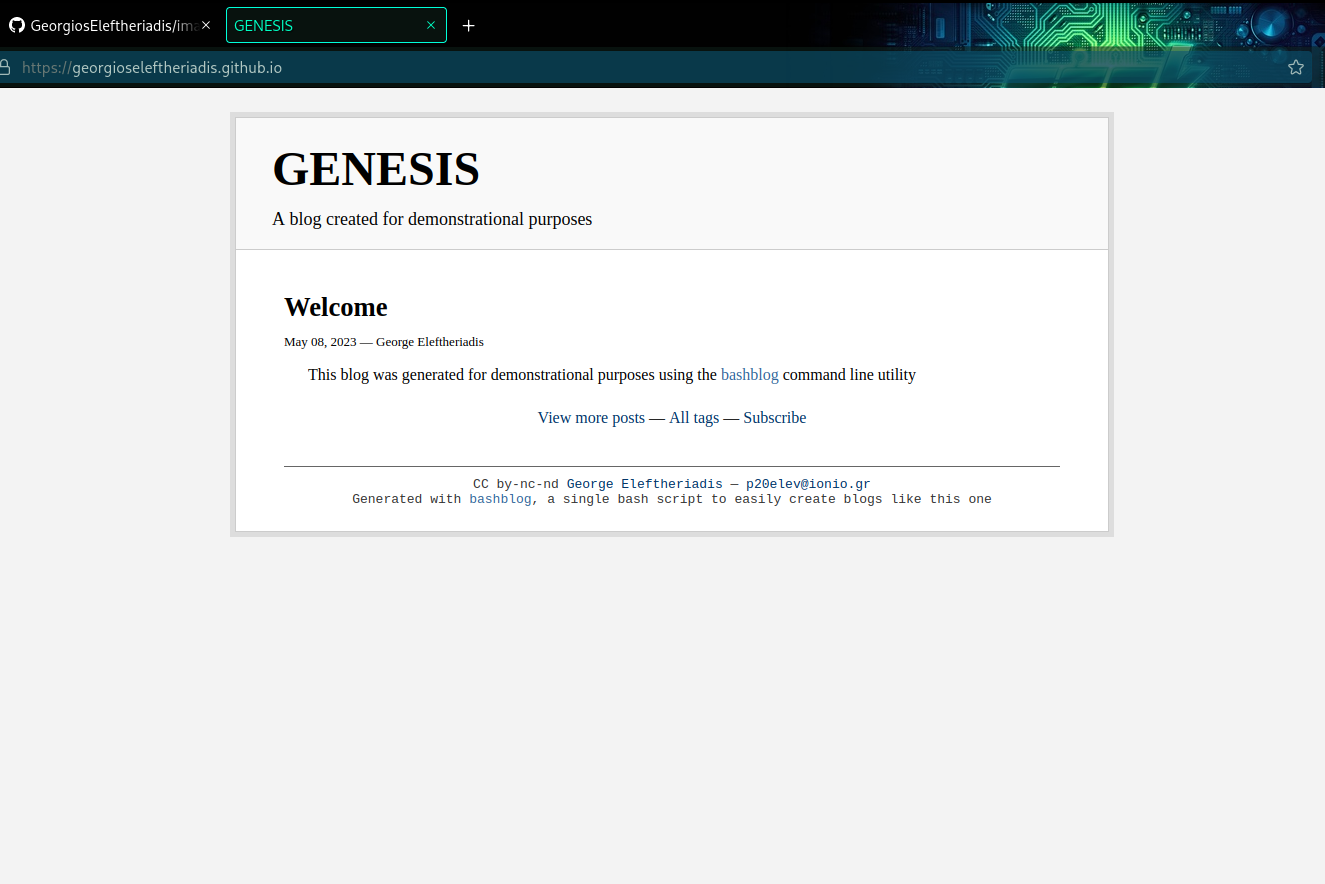 GeorgiosEleftheriadis/ima
GENESIS
https://georgioseleftheriadis.github.io
GENESIS
A blog created for demonstrational purposes
Welcome
May 08, 2023 — George Eleftheriadis
This blog was generated for demonstrational purposes using the bashblog command line utility
View more posts — All tags — Subscribe
CC by-nc-nd George Eleftheriadis — p20elev@ionio.gr
Generated with bashblog, a single bash script to easily create blogs like this one